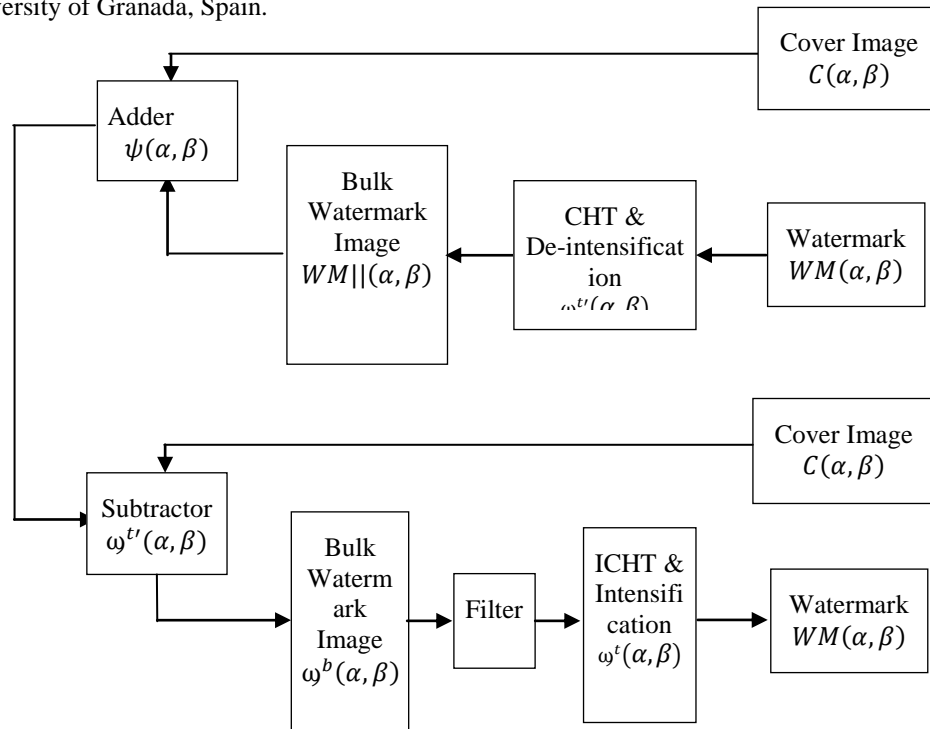 versity of Granada, Spain.
Cover Image
𝐶(𝛼, 𝛽)
Adder
𝜓(𝛼, 𝛽)
Bulk
Watermark
Image
𝑊𝑀||(𝛼, 𝛽)
CHT &
De-intensificat
ion
ω^{t′}(𝛼, 𝛽)
Watermark
𝑊𝑀(𝛼, 𝛽)
Cover Image
𝐶(𝛼, 𝛽)
Subtractor
ω^{t′}(𝛼, 𝛽)
Bulk
Waterm
ark
Image
ω^{b}(𝛼, 𝛽)
Filter
ICHT &
Intensifi
cation
ω^{t}(𝛼, 𝛽)
Watermark
𝑊𝑀(𝛼, 𝛽)